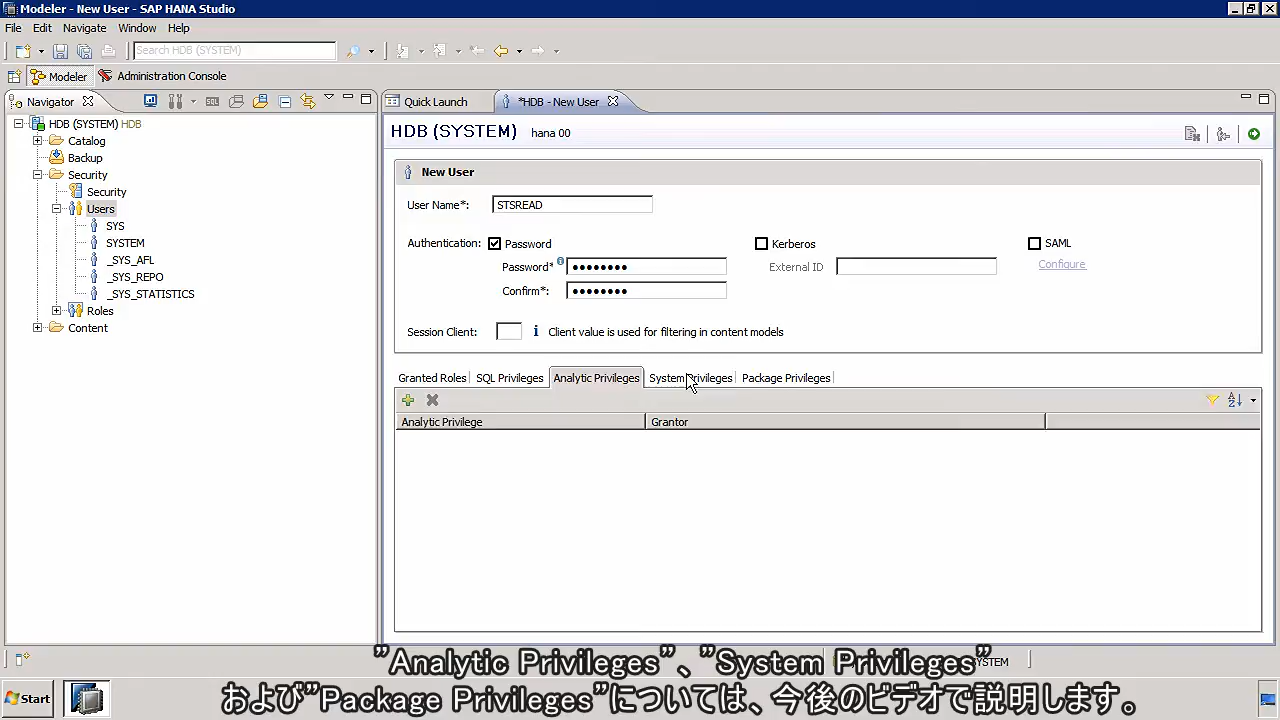 Modeler - New User - SAP HANA Studio
File Edit Navigate Window Help
Search HDB (SYSTEM)
Modeler Administration Console
Navigator
HDB (SYSTEM) HDB
Catalog
Backup
Security
Security
Users
SYS
SYSTEM
_SYS_AFL
_SYS_REPO
_SYS_STATISTICS
Roles
Content
Quick Launch *HDB - New User
HDB (SYSTEM) hana 00
New User
User Name*: STSREAD
Authentication: Password Kerberos SAML
Password* ●●●●●●●● External ID Configure
Confirm*: ●●●●●●●●
Session Client: Client value is used for filtering in content models
Granted Roles SQL Privileges Analytic Privileges System Privileges Package Privileges
Analytic Privilege Grantor
SYSTEM
”Analytic Privileges”、”System Privileges”
および”Package Privileges”については、今後のビデオで説明します。
Start